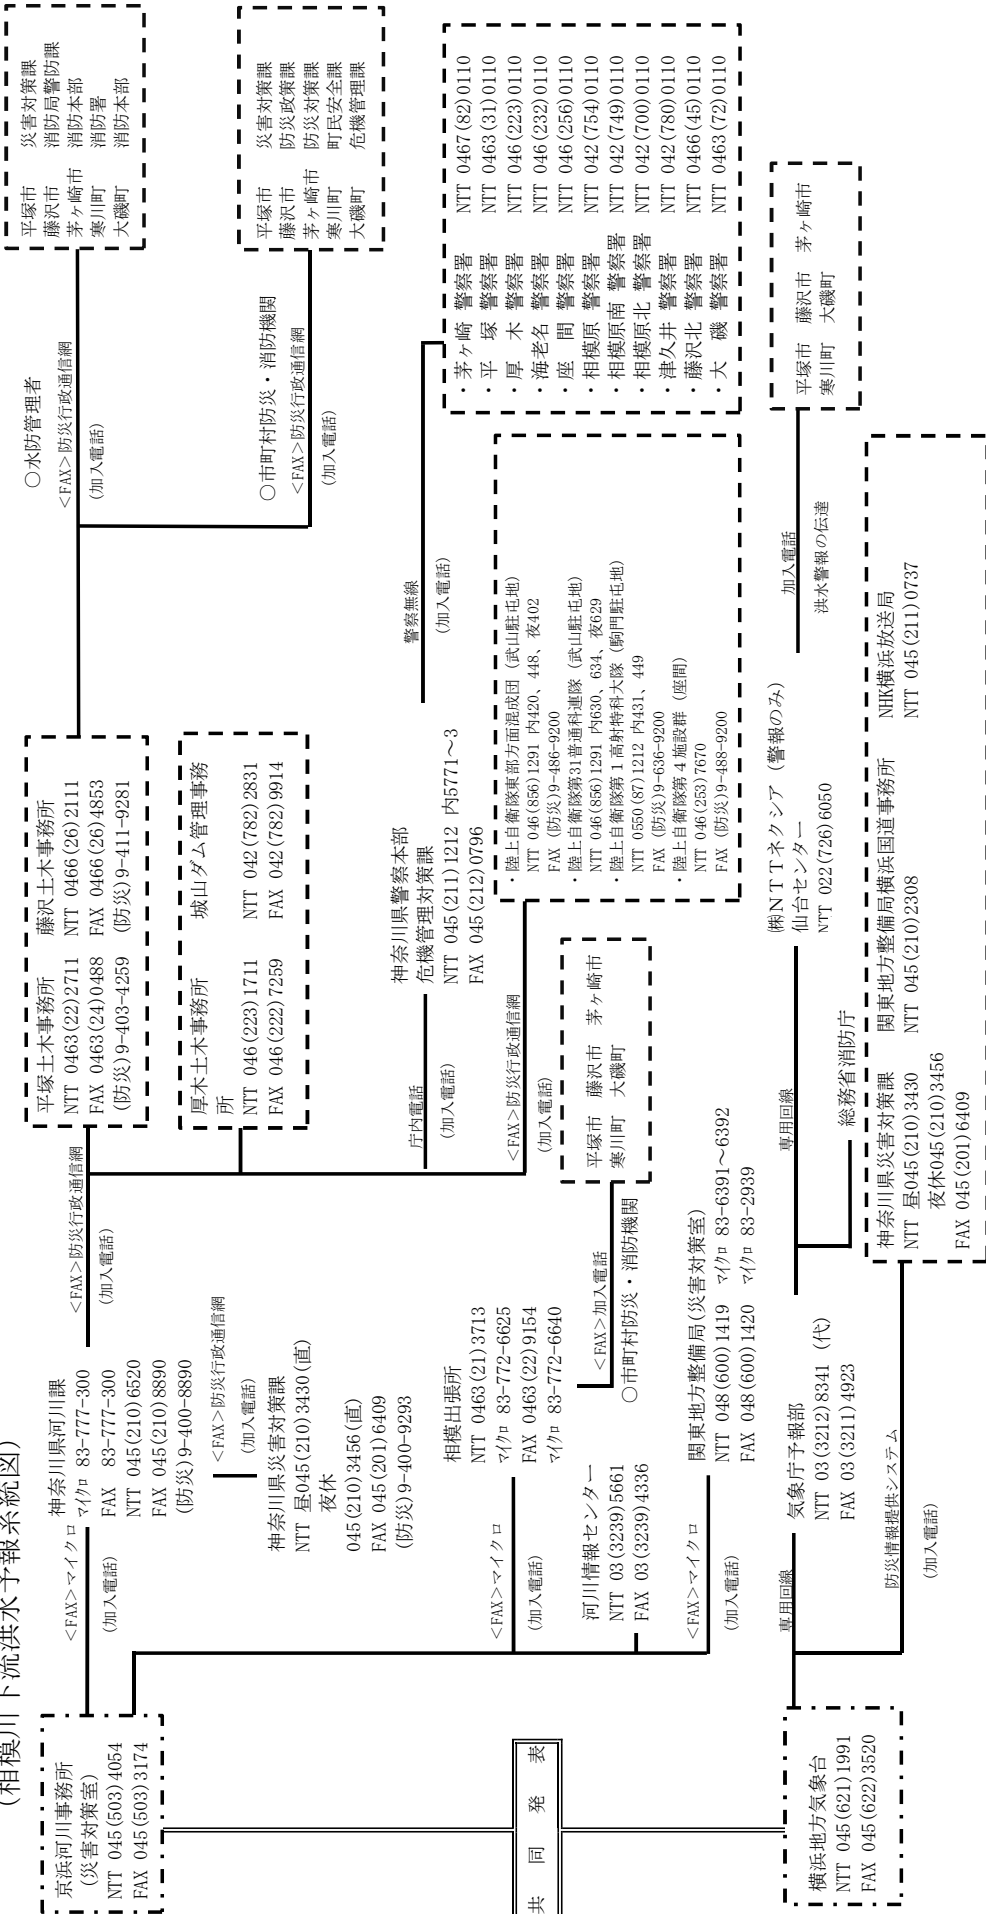 (相模川下流洪水予報系統図)
京浜河川事務所
(災害対策室)
NTT 045(503)4054
FAX 045(503)3174
共 同 発 表
横浜地方気象台
NTT 045(621)1991
FAX 045(622)3520
<FAX>マイクロ
(加入電話)
神奈川県河川課
マイクロ 83-777-300
FAX 83-777-300
NTT 045(210)6520
FAX 045(210)8890
(防災)9-400-8890
<FAX>防災行政通信網
(加入電話)
神奈川県災害対策課
NTT 昼045(210)3430(直)
夜休
045(210)3456(直)
FAX 045(201)6409
(防災)9-400-9293
<FAX>マイクロ
(加入電話)
相模出張所
NTT 0463(21)3713
マイクロ 83-772-6625
FAX 0463(22)9154
マイクロ 83-772-6640
<FAX>加入電話
○市町村防災・消防機関
平塚市 藤沢市 茅ヶ崎市
寒川町 大磯町
河川情報センター
NTT 03(3239)5661
FAX 03(3239)4336
<FAX>マイクロ
(加入電話)
関東地方整備局(災害対策室)
NTT 048(600)1419 マイクロ 83-6391～6392
FAX 048(600)1420 マイクロ 83-2939
専用回線
気象庁予報部
NTT 03(3212)8341 (代)
FAX 03(3211)4923
防災情報提供システム
(加入電話)
専用回線
総務省消防庁
㈱NTTネクシア (警報のみ)
仙台センター
NTT 022(726)6050
加入電話
洪水警報の伝達
平塚市 藤沢市 茅ヶ崎市
寒川町 大磯町
神奈川県災害対策課
NTT 昼045(210)3430
夜休045(210)3456
FAX 045(201)6409
関東地方整備局横浜国道事務所
NTT 045(210)2308
NHK横浜放送局
NTT 045(211)0737
<FAX>防災行政通信網
(加入電話)
平塚土木事務所
NTT 0463(22)2711
FAX 0463(24)0488
(防災)9-403-4259
藤沢土木事務所
NTT 0466(26)2111
FAX 0466(26)4853
(防災)9-411-9281
厚木土木事務所 城山ダム管理事務
所
NTT 046(223)1711 NTT 042(782)2831
FAX 046(222)7259 FAX 042(782)9914
庁内電話
(加入電話)
神奈川県警察本部
危機管理対策課
NTT 045(211)1212 内5771～3
FAX 045(212)0796
警察無線
(加入電話)
<FAX>防災行政通信網
(加入電話)
・陸上自衛隊東部方面混成団 (武山駐屯地)
NTT 046(856)1291 内420、448、夜402
FAX (防災)9-486-9200
・陸上自衛隊第31普通科連隊 (武山駐屯地)
NTT 046(856)1291 内630、634、夜629
・陸上自衛隊第１高射特科大隊 (駒門駐屯地)
NTT 0550(87)1212 内431、449
FAX (防災)9-636-9200
・陸上自衛隊第４施設群 (座間)
NTT 046(253)7670
FAX (防災)9-488-9200
○水防管理者
<FAX>防災行政通信網
(加入電話)
平塚市 災害対策課
藤沢市 消防局警防課
茅ヶ崎市 消防本部
寒川町 消防署
大磯町 消防本部
○市町村防災・消防機関
<FAX>防災行政通信網
(加入電話)
平塚市 災害対策課
藤沢市 防災政策課
茅ヶ崎市 防災対策課
寒川町 町民安全課
大磯町 危機管理課
・茅ヶ崎 警察署 NTT 0467(82)0110
・平 塚 警察署 NTT 0463(31)0110
・厚 木 警察署 NTT 046(223)0110
・海老名 警察署 NTT 046(232)0110
・座 間 警察署 NTT 046(256)0110
・相模原 警察署 NTT 042(754)0110
・相模原南 警察署 NTT 042(749)0110
・相模原北 警察署 NTT 042(700)0110
・津久井 警察署 NTT 042(780)0110
・藤沢北 警察署 NTT 0466(45)0110
・大 磯 警察署 NTT 0463(72)0110